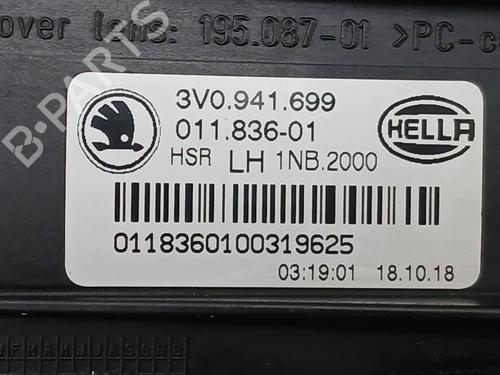 over lens: 195.087-01 >PC-c
3V0.941.699
011.836-01
HELLA
HSR LH 1NB.2000
0118360100319625
03:19:01 18.10.18
B-PARTS